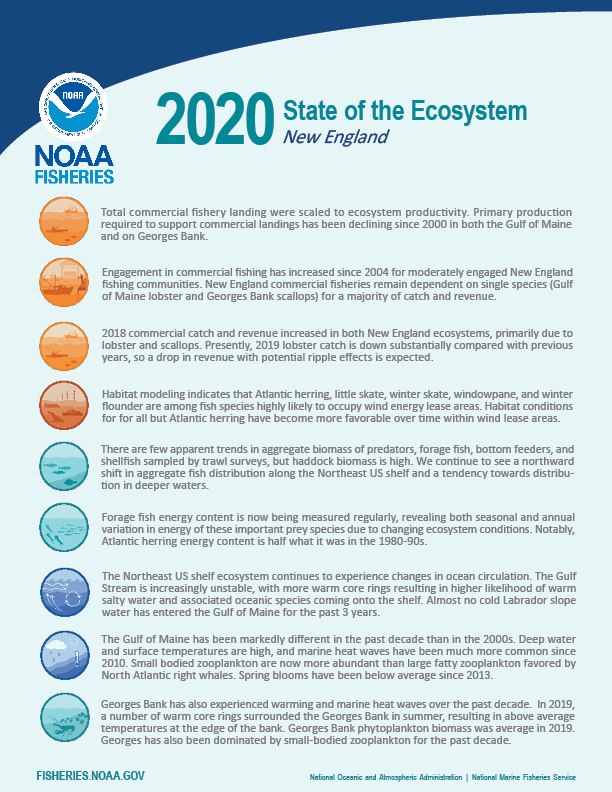 NOAA
NOAA
FISHERIES
2020 State of the Ecosystem
New England
Total commercial fishery landing were scaled to ecosystem productivity. Primary production
required to support commercial landings has been declining since 2000 in both the Gulf of Maine
and on Georges Bank.
Engagement in commercial fishing has increased since 2004 for moderately engaged New England
fishing communities. New England commercial fisheries remain dependent on single species (Gulf
of Maine lobster and Georges Bank scallops) for a majority of catch and revenue.
2018 commercial catch and revenue increased in both New England ecosystems, primarily due to
lobster and scallops. Presently, 2019 lobster catch is down substantially compared with previous
years, so a drop in revenue with potential ripple effects is expected.
Habitat modeling indicates that Atlantic herring, little skate, winter skate, windowpane, and winter
flounder are among fish species highly likely to occupy wind energy lease areas. Habitat conditions
for for all but Atlantic herring have become more favorable over time within wind lease areas.
There are few apparent trends in aggregate biomass of predators, forage fish, bottom feeders, and
shellfish sampled by trawl surveys, but haddock biomass is high. We continue to see a northward
shift in aggregate fish distribution along the Northeast US shelf and a tendency towards distribu-
tion in deeper waters.
Forage fish energy content is now being measured regularly, revealing both seasonal and annual
variation in energy of these important prey species due to changing ecosystem conditions. Notably,
Atlantic herring energy content is half what it was in the 1980-90s.
The Northeast US shelf ecosystem continues to experience changes in ocean circulation. The Gulf
Stream is increasingly unstable, with more warm core rings resulting in higher likelihood of warm
salty water and associated oceanic species coming onto the shelf. Almost no cold Labrador slope
water has entered the Gulf of Maine for the past 3 years.
The Gulf of Maine has been markedly different in the past decade than in the 2000s. Deep water
and surface temperatures are high, and marine heat waves have been much more common since
2010. Small bodied zooplankton are now more abundant than large fatty zooplankton favored by
North Atlantic right whales. Spring blooms have been below average since 2013.
Georges Bank has also experienced warming and marine heat waves over the past decade. In 2019,
a number of warm core rings surrounded the Georges Bank in summer, resulting in above average
temperatures at the edge of the bank. Georges Bank phytoplankton biomass was average in 2019.
Georges has also been dominated by small-bodied zooplankton for the past decade.
FISHERIES.NOAA.GOV
National Oceanic and Atmospheric Administration | National Marine Fisheries Service